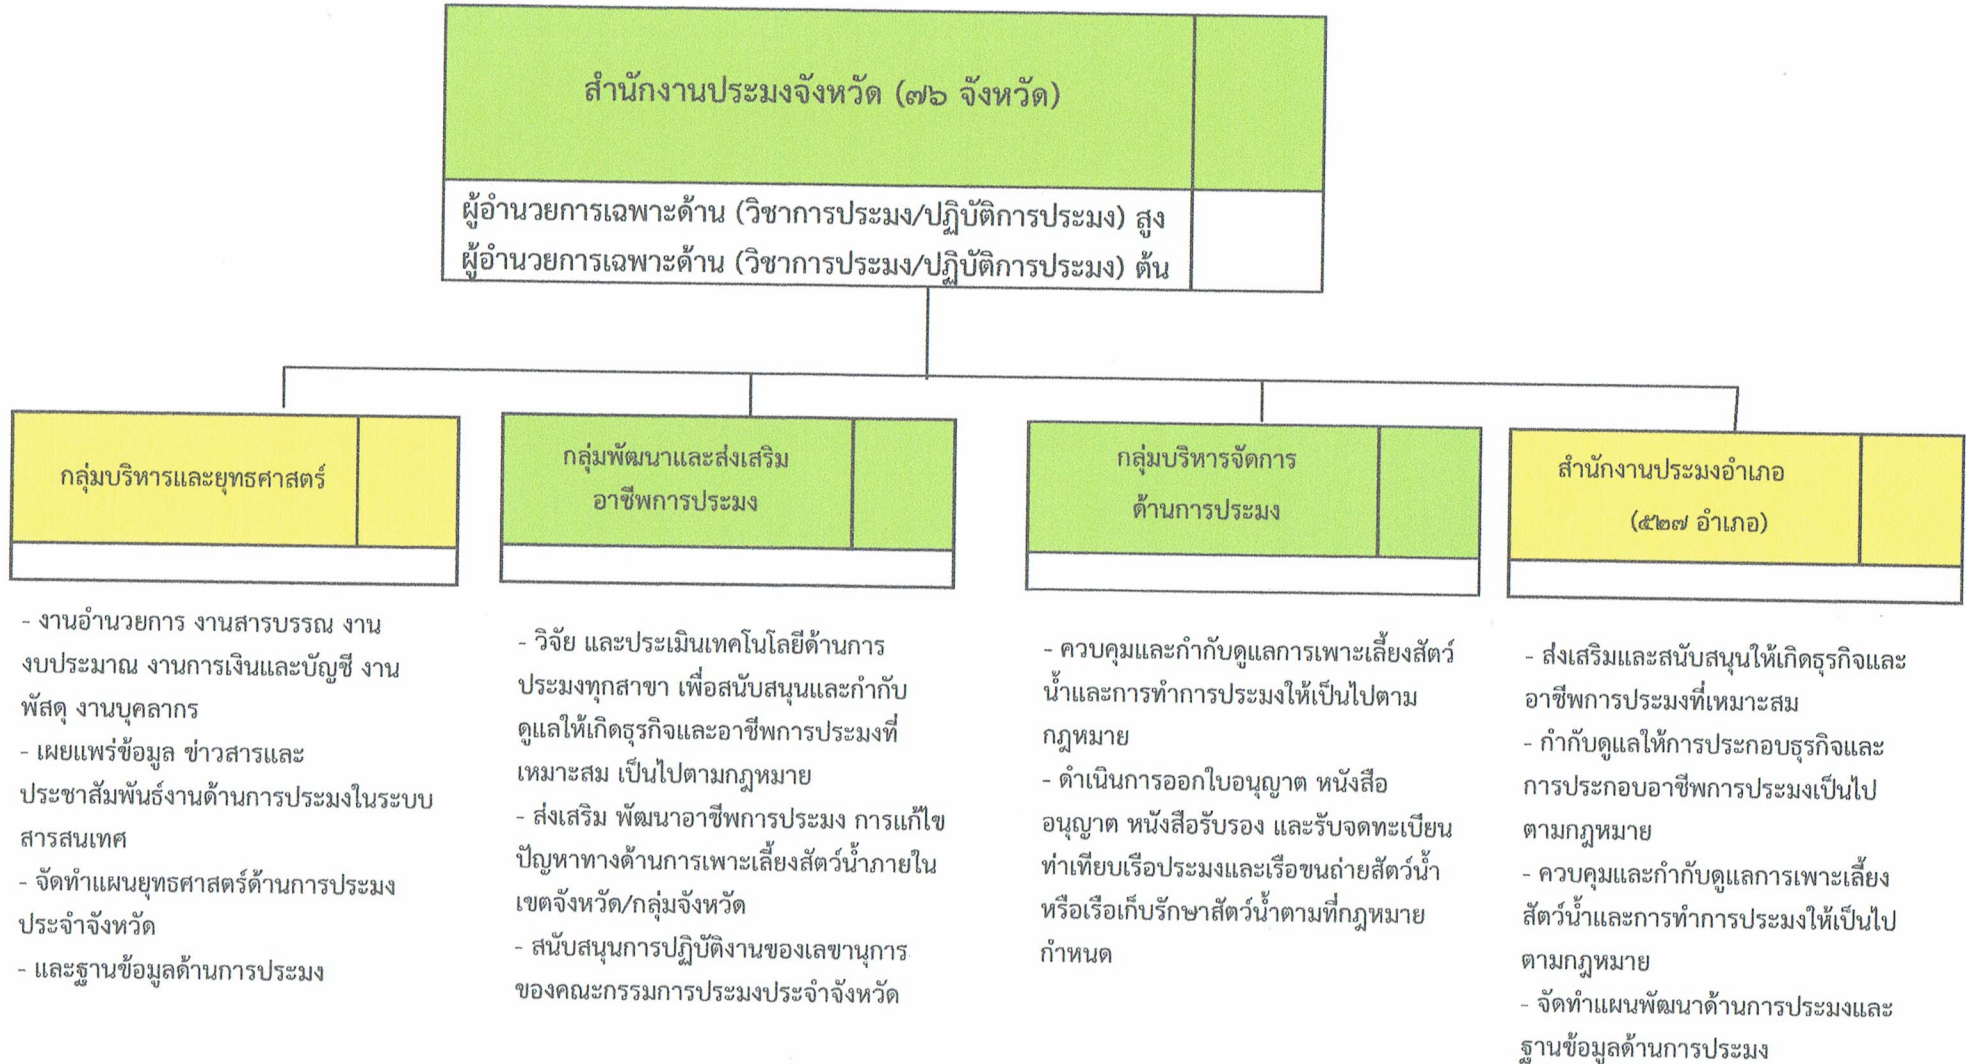 สำนักงานประมงจังหวัด (๗๖ จังหวัด)
ผู้อำนวยการเฉพาะด้าน (วิชาการประมง/ปฏิบัติการประมง) สูง
ผู้อำนวยการเฉพาะด้าน (วิชาการประมง/ปฏิบัติการประมง) ต้น
กลุ่มบริหารและยุทธศาสตร์
- งานอำนวยการ งานสารบรรณ งาน
งบประมาณ งานการเงินและบัญชี งาน
พัสดุ งานบุคลากร
- เผยแพร่ข้อมูล ข่าวสารและ
ประชาสัมพันธ์งานด้านการประมงในระบบ
สารสนเทศ
- จัดทำแผนยุทธศาสตร์ด้านการประมง
ประจำจังหวัด
- และฐานข้อมูลด้านการประมง
กลุ่มพัฒนาและส่งเสริม
อาชีพการประมง
- วิจัย และประเมินเทคโนโลยีด้านการ
ประมงทุกสาขา เพื่อสนับสนุนและกำกับ
ดูแลให้เกิดธุรกิจและอาชีพการประมงที่
เหมาะสม เป็นไปตามกฎหมาย
- ส่งเสริม พัฒนาอาชีพการประมง การแก้ไข
ปัญหาทางด้านการเพาะเลี้ยงสัตว์น้ำภายใน
เขตจังหวัด/กลุ่มจังหวัด
- สนับสนุนการปฏิบัติงานของเลขานุการ
ของคณะกรรมการประมงประจำจังหวัด
กลุ่มบริหารจัดการ
ด้านการประมง
- ควบคุมและกำกับดูแลการเพาะเลี้ยงสัตว์
น้ำและการทำการประมงให้เป็นไปตาม
กฎหมาย
- ดำเนินการออกใบอนุญาต หนังสือ
อนุญาต หนังสือรับรอง และรับจดทะเบียน
ท่าเทียบเรือประมงและเรือขนถ่ายสัตว์น้ำ
หรือเรือเก็บรักษาสัตว์น้ำตามที่กฎหมาย
กำหนด
สำนักงานประมงอำเภอ
(๕๒๗ อำเภอ)
- ส่งเสริมและสนับสนุนให้เกิดธุรกิจและ
อาชีพการประมงที่เหมาะสม
- กำกับดูแลให้การประกอบธุรกิจและ
การประกอบอาชีพการประมงเป็นไป
ตามกฎหมาย
- ควบคุมและกำกับดูแลการเพาะเลี้ยง
สัตว์น้ำและการทำการประมงให้เป็นไป
ตามกฎหมาย
- จัดทำแผนพัฒนาด้านการประมงและ
ฐานข้อมูลด้านการประมง